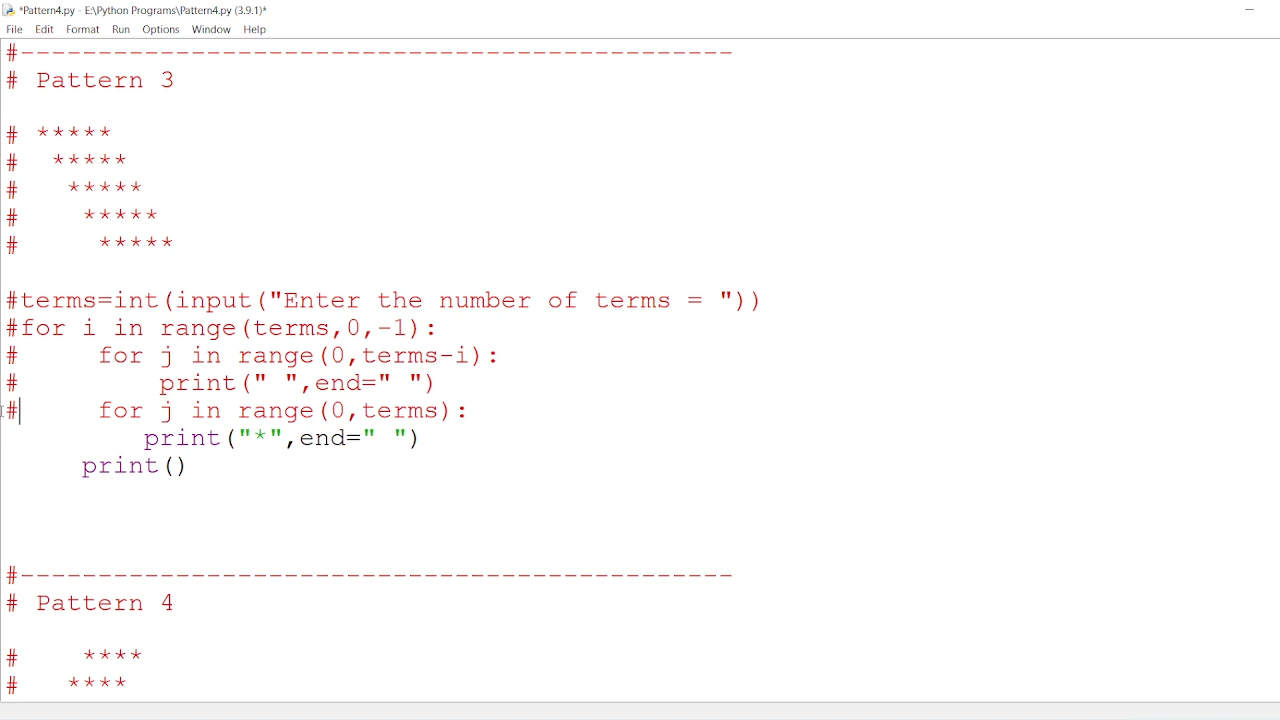 *Pattern4.py - E:\Python Programs\Pattern4.py (3.9.1)*
File Edit Format Run Options Window Help
#----------------------------------------------
# Pattern 3
# *****
#  *****
#   *****
#    *****
#     *****
#terms=int(input("Enter the number of terms = "))
#for i in range(terms,0,-1):
#     for j in range(0,terms-i):
#         print(" ",end=" ")
#     for j in range(0,terms):
         print("*",end=" ")
     print()
#----------------------------------------------
# Pattern 4
#    ****
#   ****